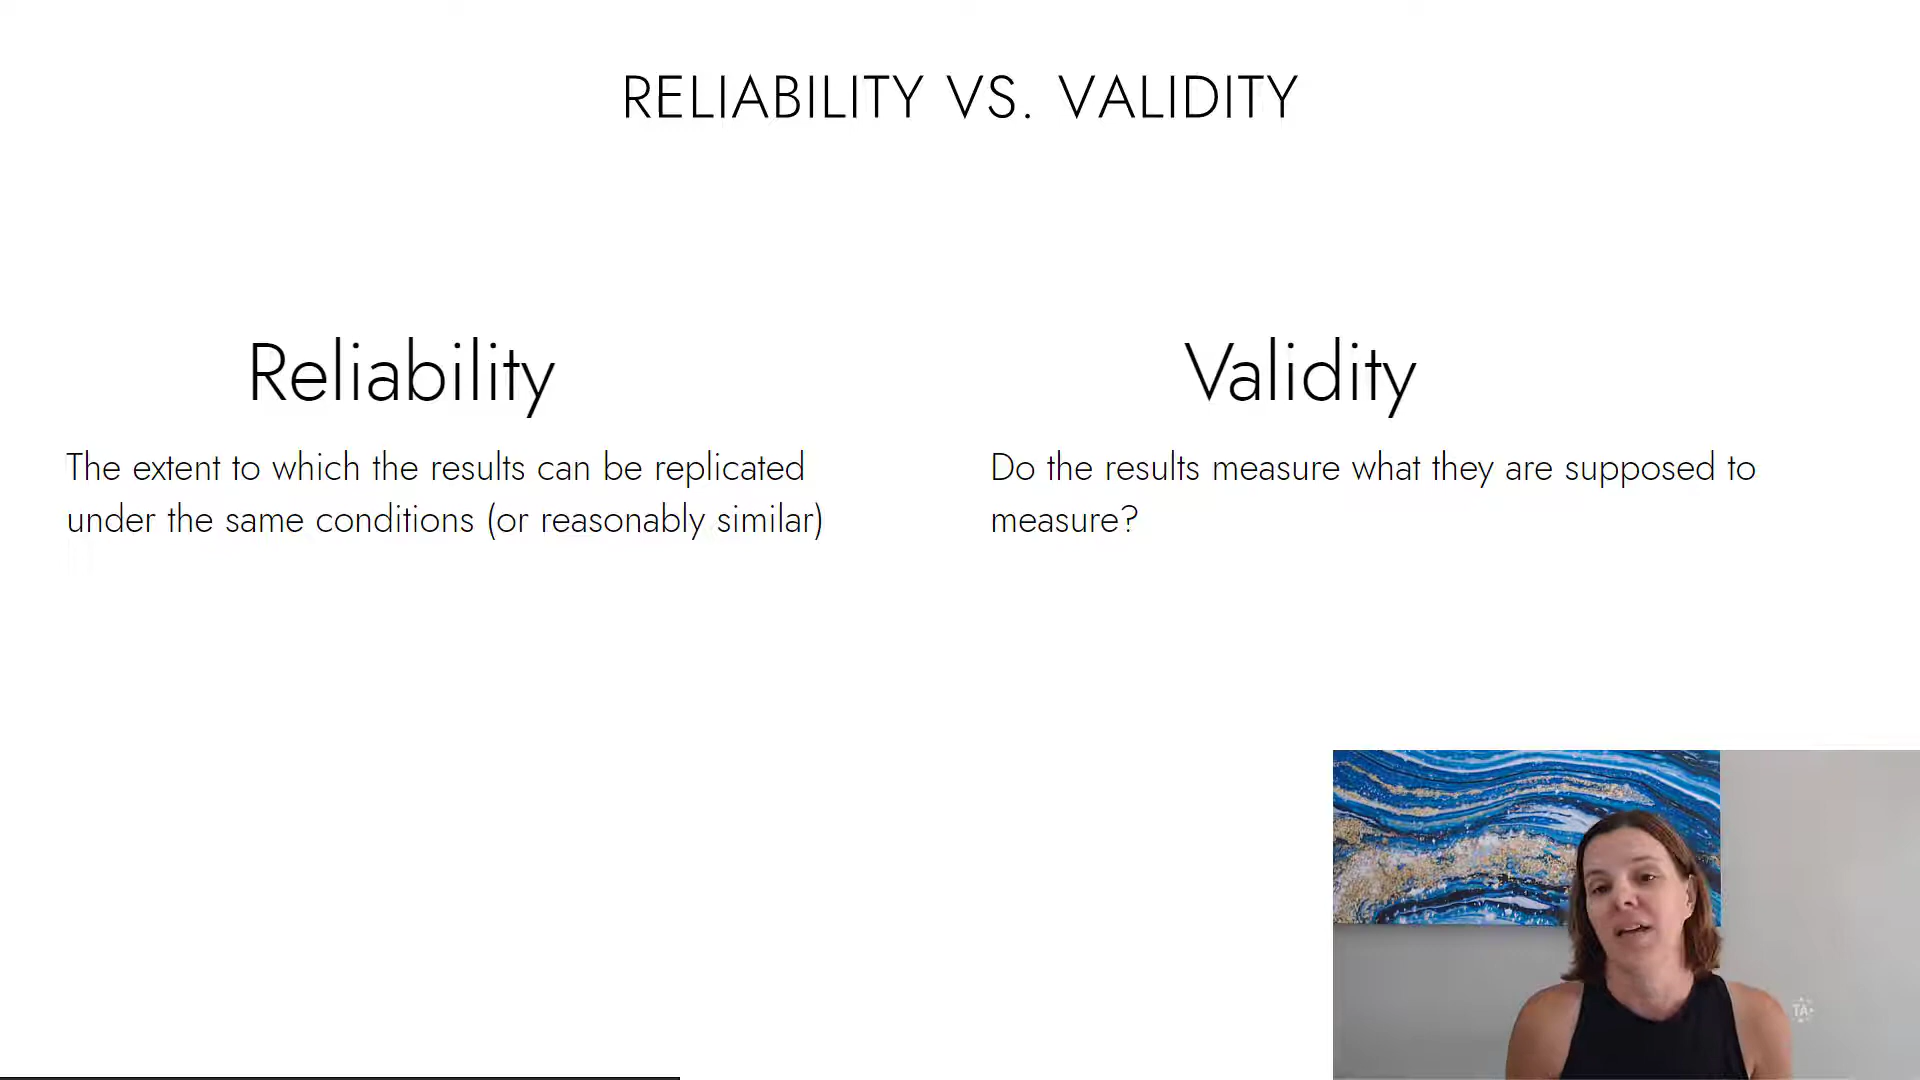 RELIABILITY VS. VALIDITY
Reliability
The extent to which the results can be replicated
under the same conditions (or reasonably similar)
Validity
Do the results measure what they are supposed to
measure?
TA